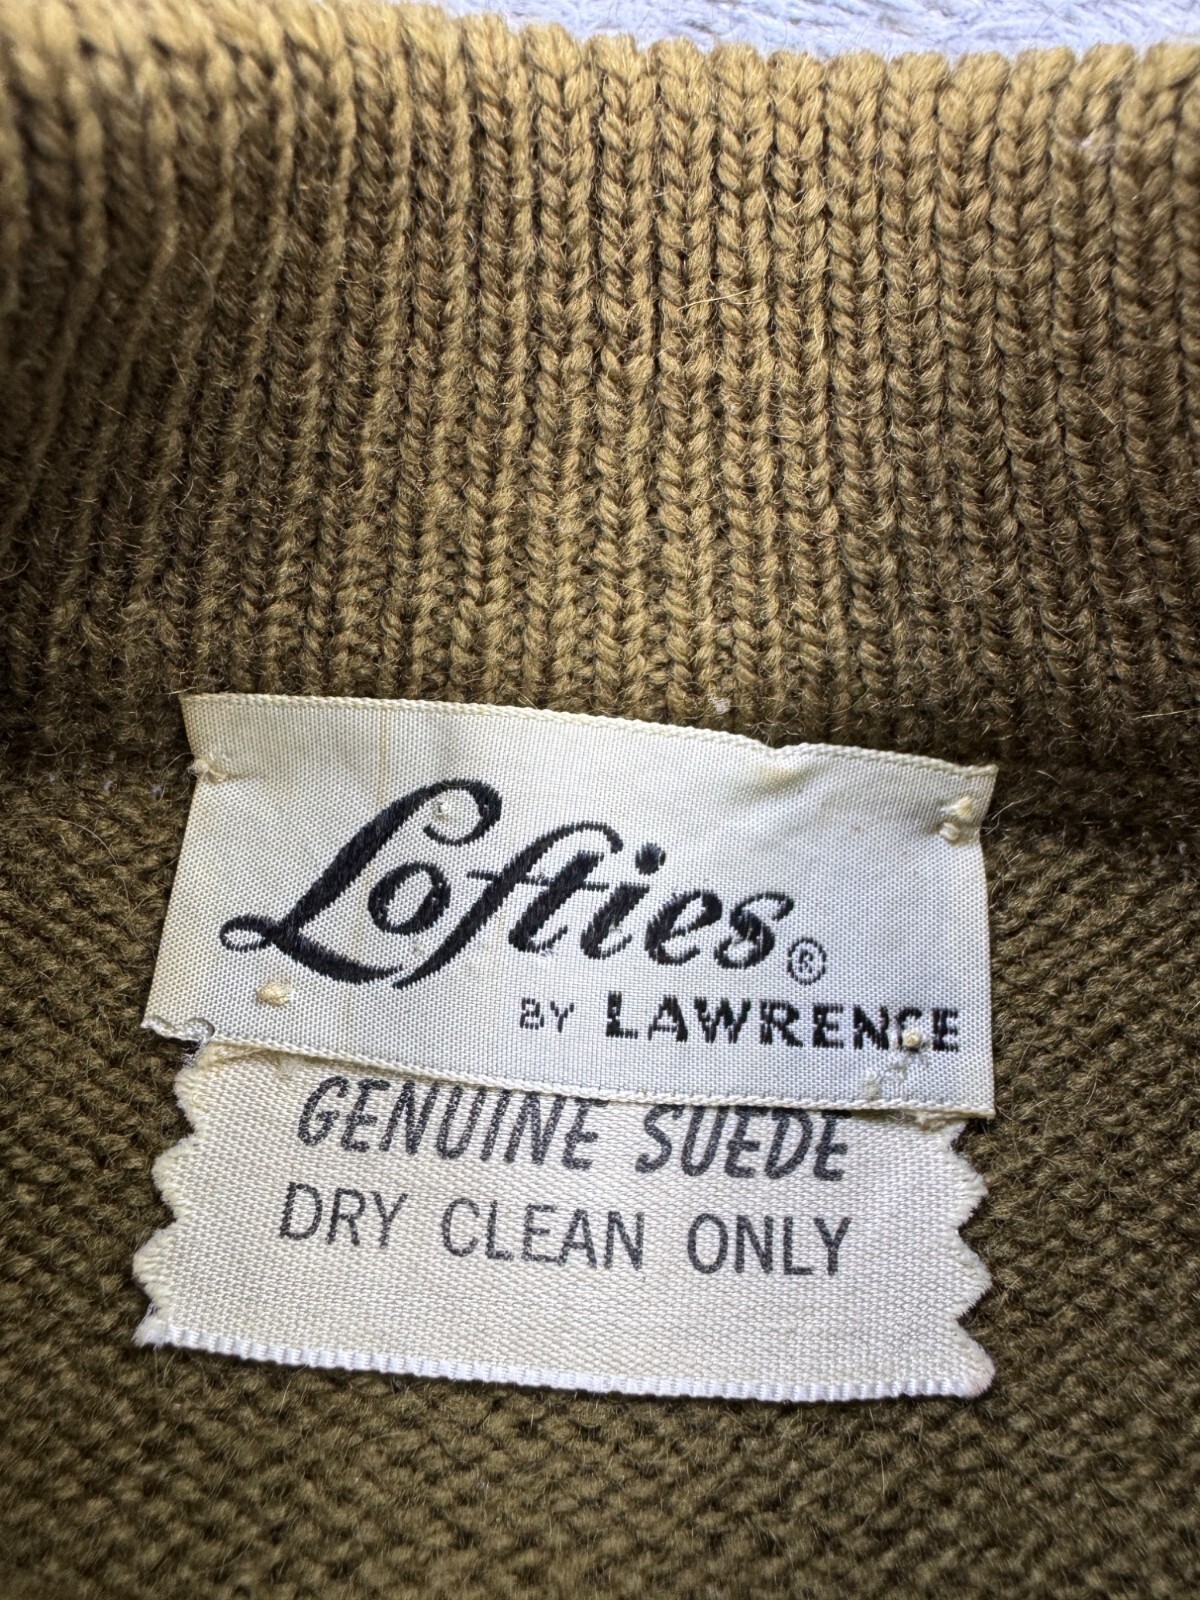 Lofties®
BY LAWRENCE
GENUINE SUEDE
DRY CLEAN ONLY